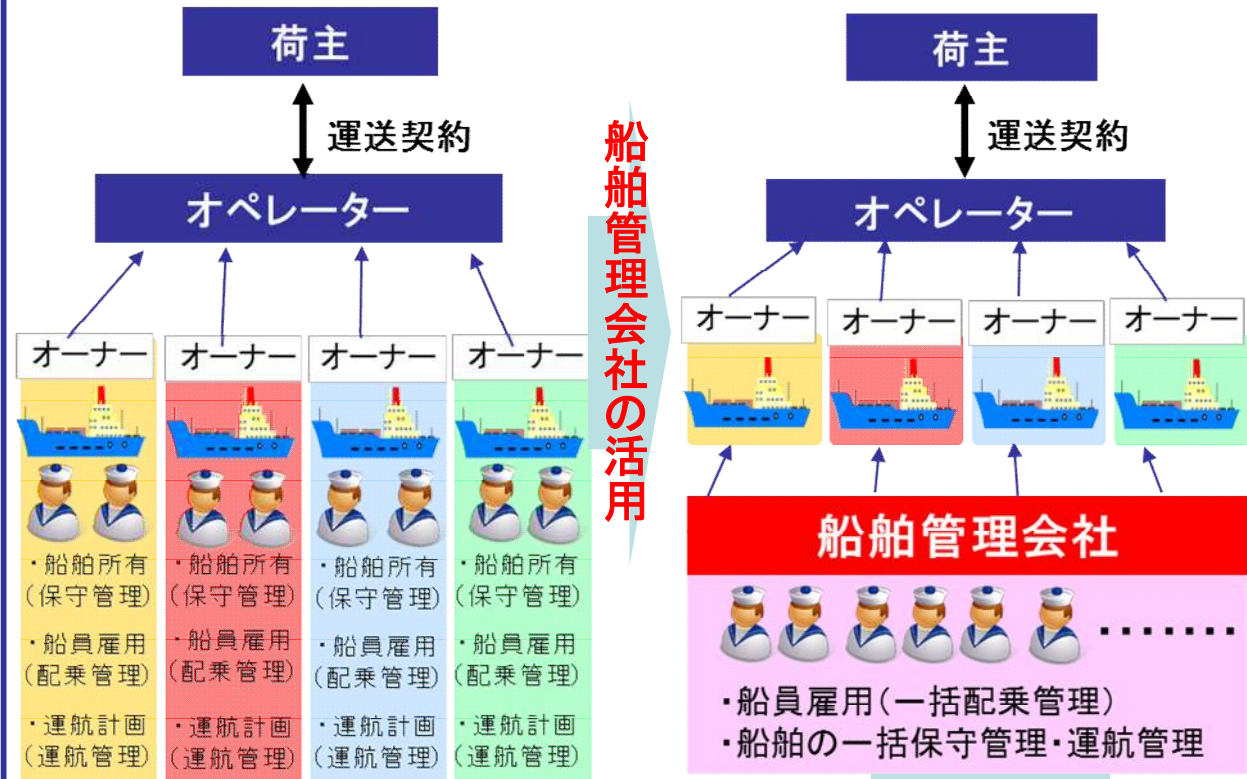 荷主
運送契約
オペレーター
オーナー
オーナー
オーナー
オーナー
・船舶所有
(保守管理)
・船員雇用
(配乗管理)
・運航計画
(運航管理)
・船舶所有
(保守管理)
・船員雇用
(配乗管理)
・運航計画
(運航管理)
・船舶所有
(保守管理)
・船員雇用
(配乗管理)
・運航計画
(運航管理)
・船舶所有
(保守管理)
・船員雇用
(配乗管理)
・運航計画
(運航管理)
船舶管理会社の活用
荷主
運送契約
オペレーター
オーナー
オーナー
オーナー
オーナー
船舶管理会社
・・・・・・・
・船員雇用(一括配乗管理)
・船舶の一括保守管理・運航管理